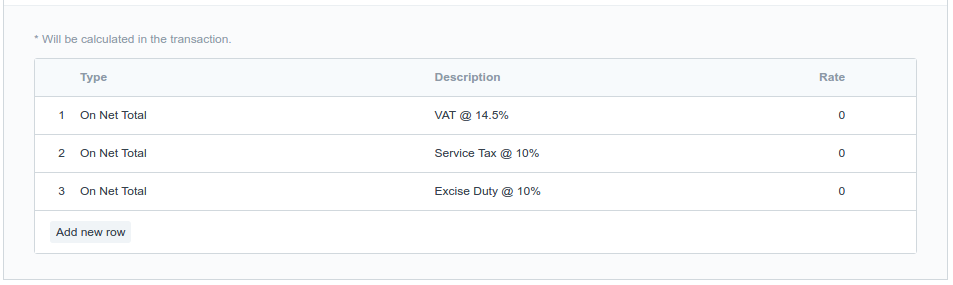 * Will be calculated in the transaction.
Type Description Rate
1 On Net Total VAT @ 14.5% 0
2 On Net Total Service Tax @ 10% 0
3 On Net Total Excise Duty @ 10% 0
Add new row